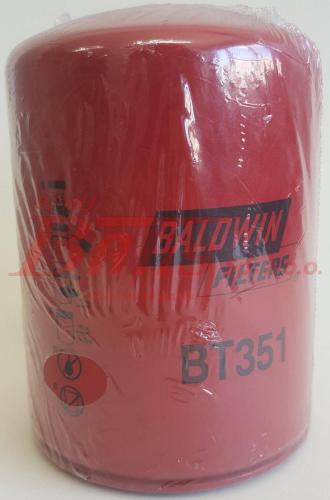 BALDWIN
FILTERS
o.o.
BT351